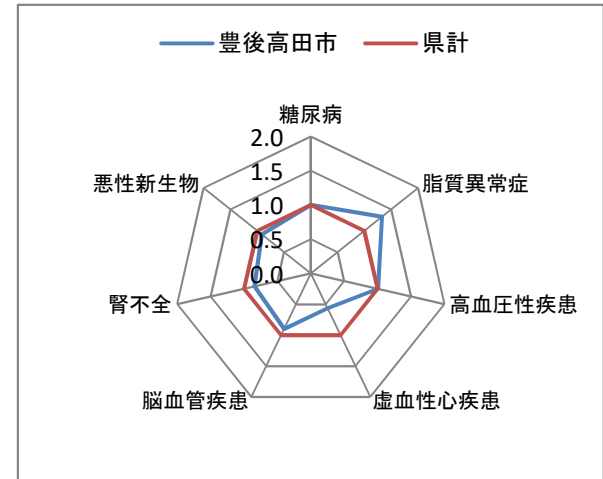 豊後高田市 県計
糖尿病
2.0
1.5
1.0
0.5
0.0
脂質異常症
高血圧性疾患
虚血性心疾患
脳血管疾患
腎不全
悪性新生物